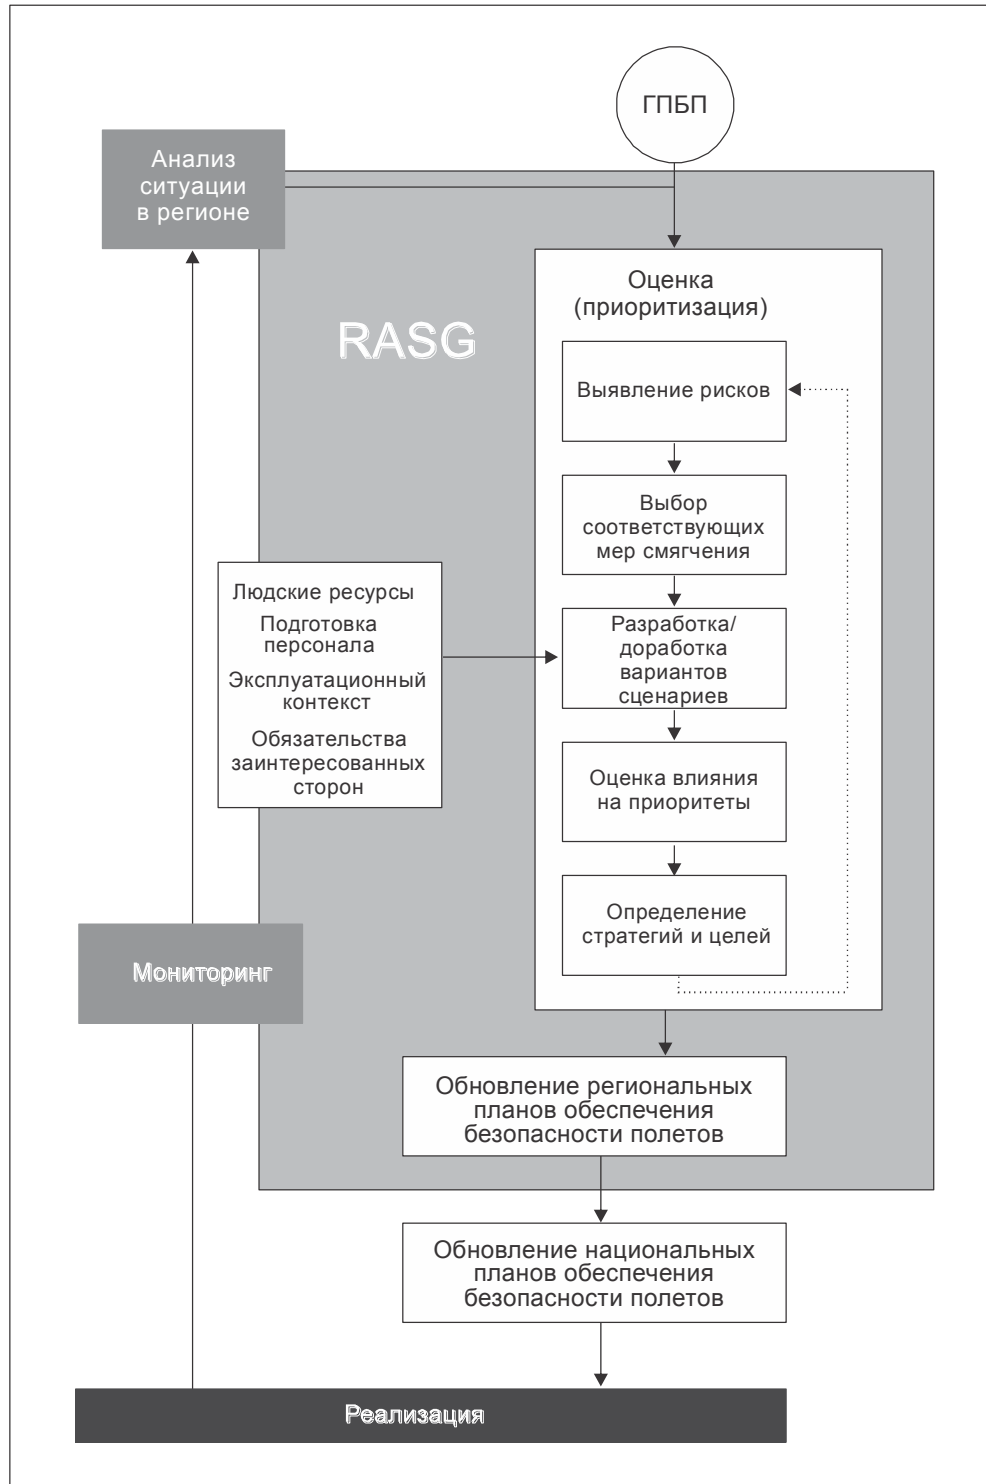 ГПБП
Анализ
ситуации
в регионе
RASG
Оценка
(приоритизация)
Выявление рисков
Выбор
соответствующих
мер смягчения
Людские ресурсы
Подготовка
персонала
Эксплуатационный
контекст
Обязательства
заинтересованных
сторон
Разработка/
доработка
вариантов
сценариев
Оценка влияния
на приоритеты
Определение
стратегий и целей
Мониторинг
Обновление региональных
планов обеспечения
безопасности полетов
Обновление национальных
планов обеспечения
безопасности полетов
Реализация